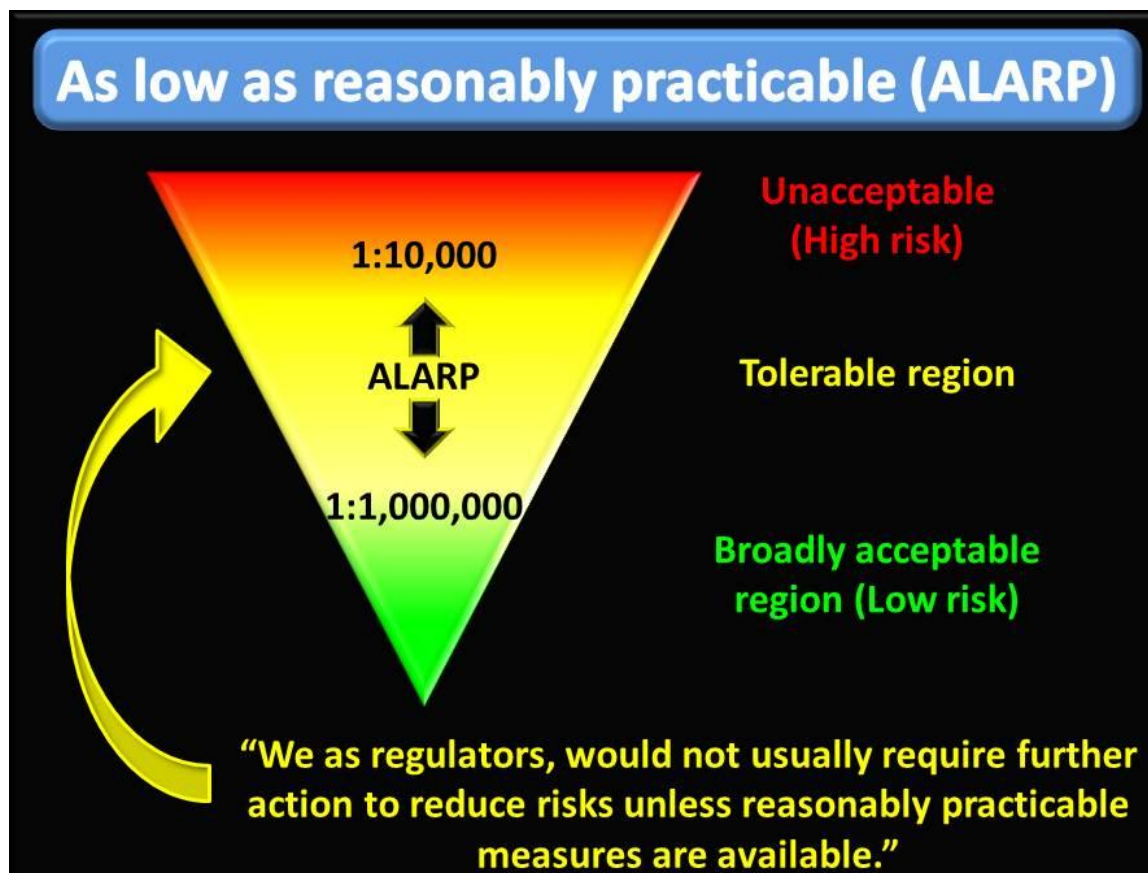 As low as reasonably practicable (ALARP)
Unacceptable
(High risk)
1:10,000
ALARP
Tolerable region
1:1,000,000
Broadly acceptable
region (Low risk)
“We as regulators, would not usually require further
action to reduce risks unless reasonably practicable
measures are available.”